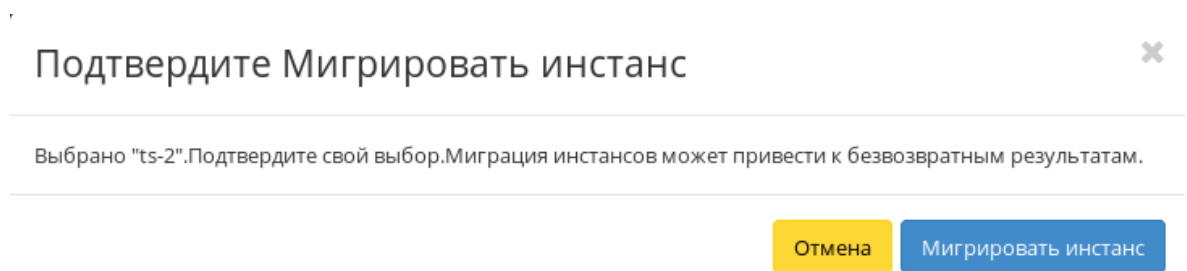 Подтвердите Мигрировать инстанс
Выбрано "ts-2".Подтвердите свой выбор.Миграция инстансов может привести к безвозвратным результатам.
Отмена Мигрировать инстанс